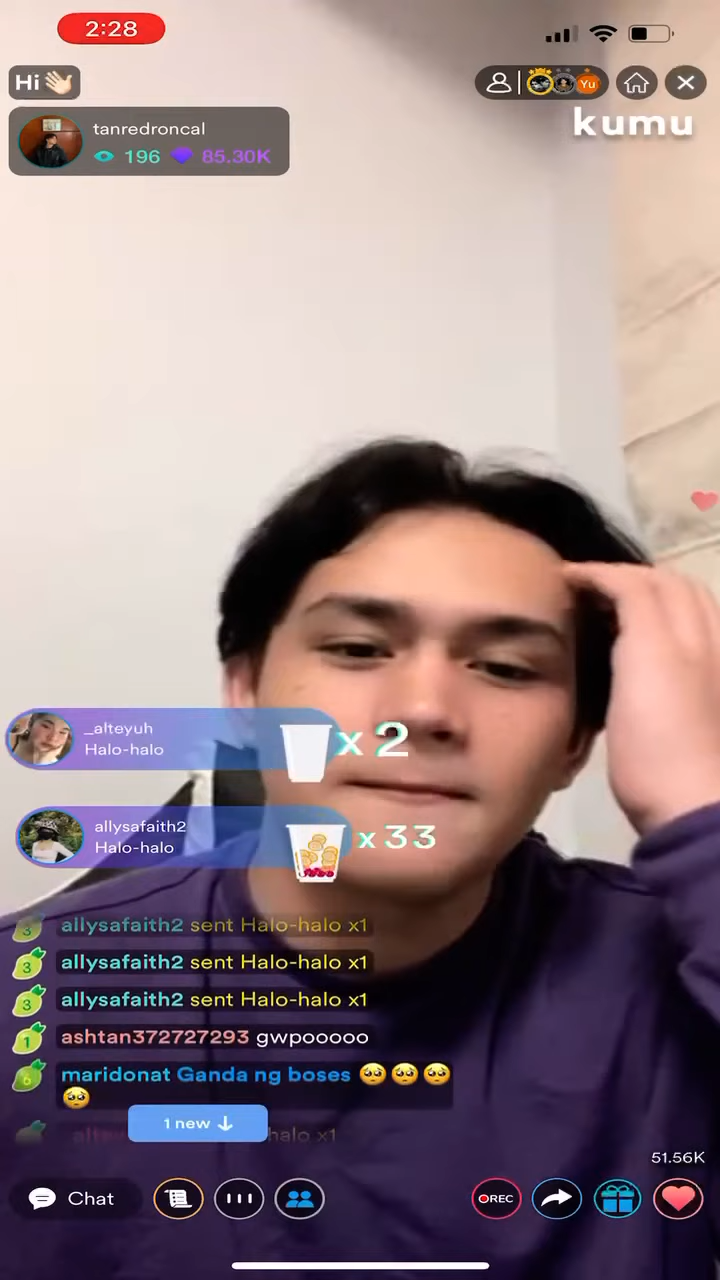 2:28
Hi 👋🏻
Yu
tanredroncal
196 85.30K
kumu
_alteyuh
Halo-halo
x 2
allysafaith2
Halo-halo
x 33
3 allysafaith2 sent Halo-halo x1
3 allysafaith2 sent Halo-halo x1
3 allysafaith2 sent Halo-halo x1
1 ashtan372727293 gwpooooo
6 maridonat Ganda ng boses 🥺🥺🥺
🥺
1 new ↓
halo x1
51.56K
Chat
REC